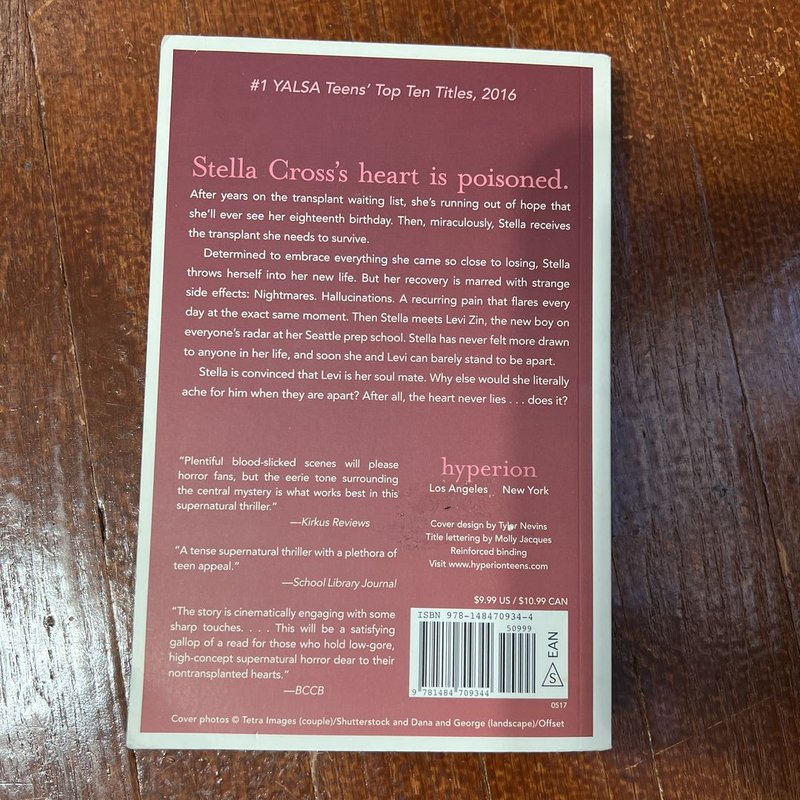 #1 YALSA Teens' Top Ten Titles, 2016
Stella Cross's heart is poisoned.
After years on the transplant waiting list, she's running out of hope that
she'll ever see her eighteenth birthday. Then, miraculously, Stella receives
the transplant she needs to survive.
Determined to embrace everything she came so close to losing, Stella
throws herself into her new life. But her recovery is marred with strange
side effects: Nightmares. Hallucinations. A recurring pain that flares every
day at the exact same moment. Then Stella meets Levi Zin, the new boy on
everyone's radar at her Seattle prep school. Stella has never felt more drawn
to anyone in her life, and soon she and Levi can barely stand to be apart.
Stella is convinced that Levi is her soul mate. Why else would she literally
ache for him when they are apart? After all, the heart never lies . . . does it?
"Plentiful blood-slicked scenes will please
horror fans, but the eerie tone surrounding
the central mystery is what works best in this
supernatural thriller."
—Kirkus Reviews
"A tense supernatural thriller with a plethora of
teen appeal."
—School Library Journal
"The story is cinematically engaging with some
sharp touches. . . . This will be a satisfying
gallop of a read for those who hold low-gore,
high-concept supernatural horror dear to their
nontransplanted hearts."
—BCCB
hyperion
Los Angeles New York
Cover design by Tyler Nevins
Title lettering by Molly Jacques
Reinforced binding
Visit www.hyperionteens.com
$9.99 US / $10.99 CAN
ISBN 978-148470934-4
50999
9 781484 709344
S EAN
0517
Cover photos © Tetra Images (couple)/Shutterstock and Dana and George (landscape)/Offset